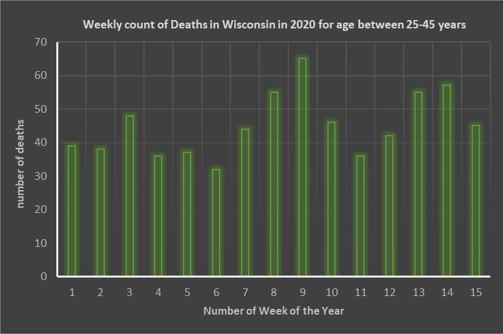 Weekly count of Deaths in Wisconsin in 2020 for age between 25-45 years
70
60
50
40
30
20
10
0
number of deaths
1 2 3 4 5 6 7 8 9 10 11 12 13 14 15
Number of Week of the Year